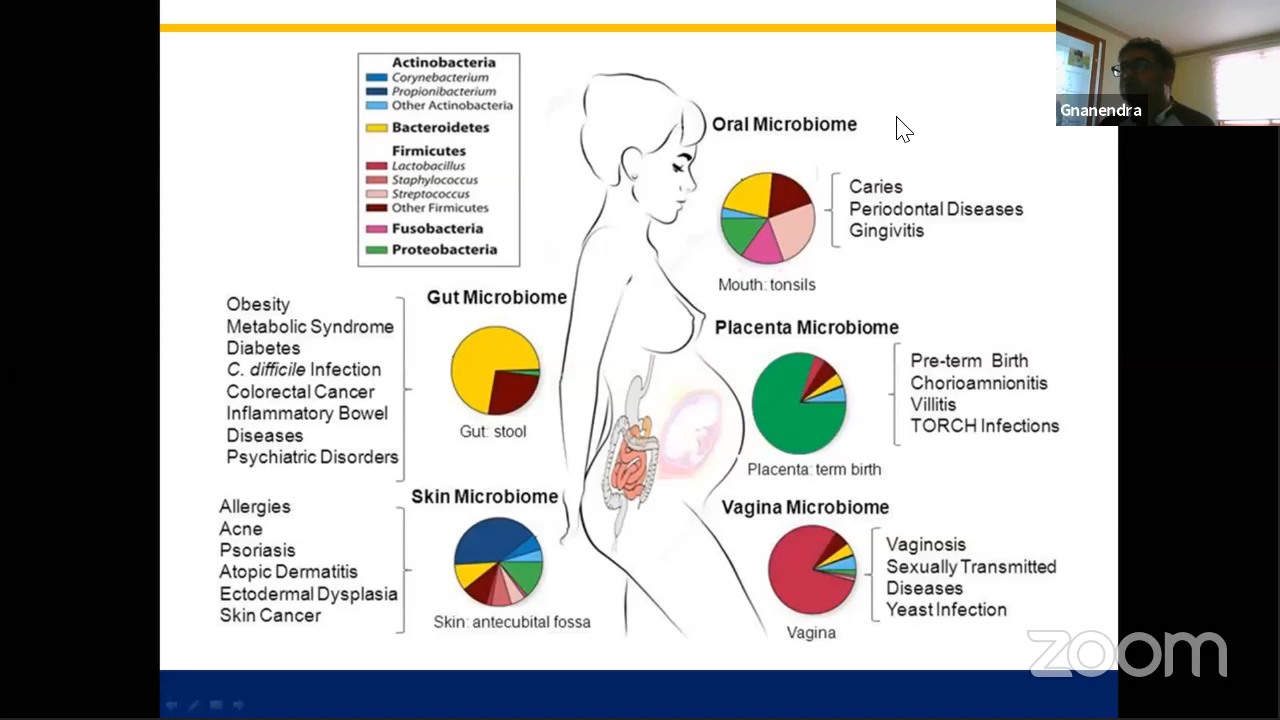 Gnanendra
Actinobacteria
Corynebacterium
Propionibacterium
Other Actinobacteria
Bacteroidetes
Firmicutes
Lactobacillus
Staphylococcus
Streptococcus
Other Firmicutes
Fusobacteria
Proteobacteria
Oral Microbiome
Caries
Periodontal Diseases
Gingivitis
Mouth: tonsils
Gut Microbiome
Obesity
Metabolic Syndrome
Diabetes
C. difficile Infection
Colorectal Cancer
Inflammatory Bowel
Diseases
Psychiatric Disorders
Gut: stool
Placenta Microbiome
Pre-term Birth
Chorioamnionitis
Villitis
TORCH Infections
Placenta: term birth
Skin Microbiome
Allergies
Acne
Psoriasis
Atopic Dermatitis
Ectodermal Dysplasia
Skin Cancer
Skin: antecubital fossa
Vagina Microbiome
Vaginosis
Sexually Transmitted
Diseases
Yeast Infection
Vagina
zoom